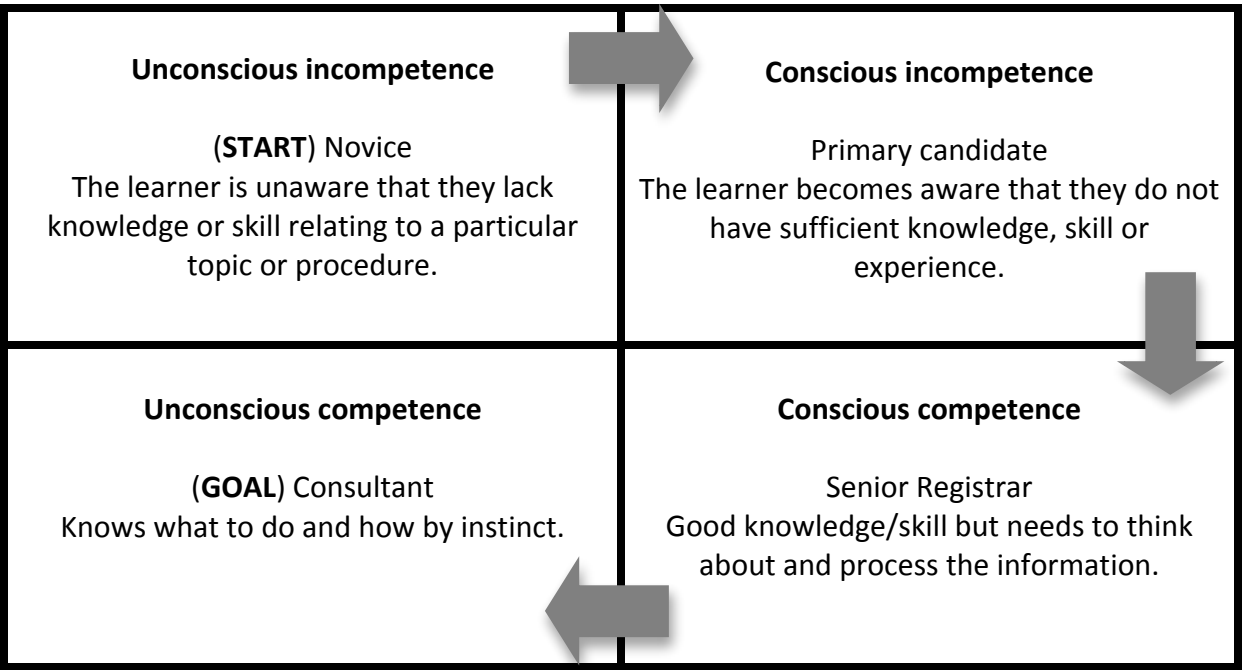 Unconscious incompetence
(START) Novice
The learner is unaware that they lack
knowledge or skill relating to a particular
topic or procedure.
Conscious incompetence
Primary candidate
The learner becomes aware that they do not
have sufficient knowledge, skill or
experience.
Unconscious competence
(GOAL) Consultant
Knows what to do and how by instinct.
Conscious competence
Senior Registrar
Good knowledge/skill but needs to think
about and process the information.